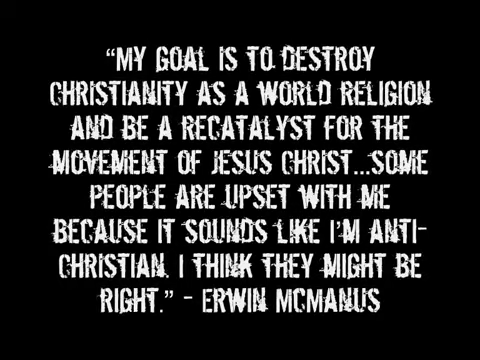 “MY GOAL IS TO DESTROY
CHRISTIANITY AS A WORLD RELIGION
AND BE A RECATALYST FOR THE
MOVEMENT OF JESUS CHRIST...SOME
PEOPLE ARE UPSET WITH ME
BECAUSE IT SOUNDS LIKE I'M ANTI-
CHRISTIAN. I THINK THEY MIGHT BE
RIGHT.” - ERWIN MCMANUS